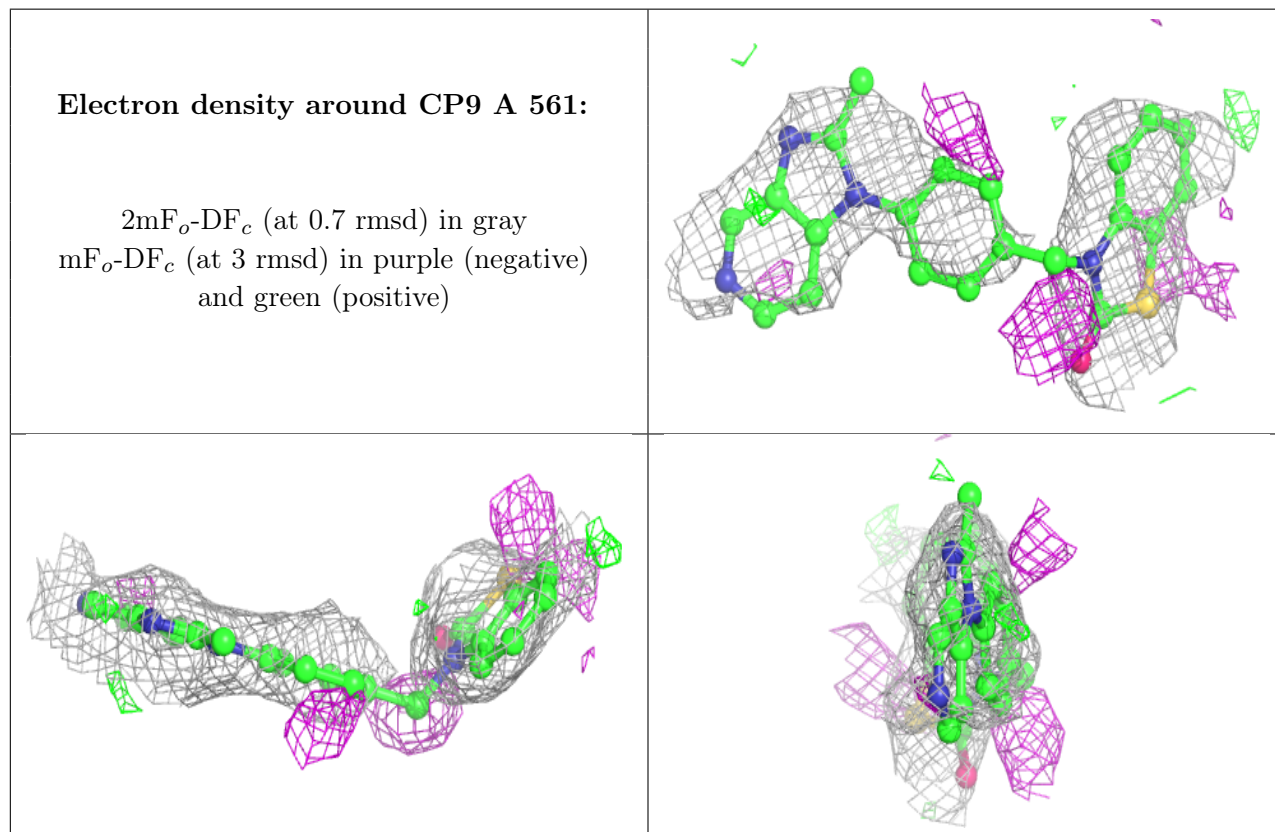 Electron density around CP9 A 561:
2mFₒ-DF𝒸 (at 0.7 rmsd) in gray
mFₒ-DF𝒸 (at 3 rmsd) in purple (negative)
and green (positive)